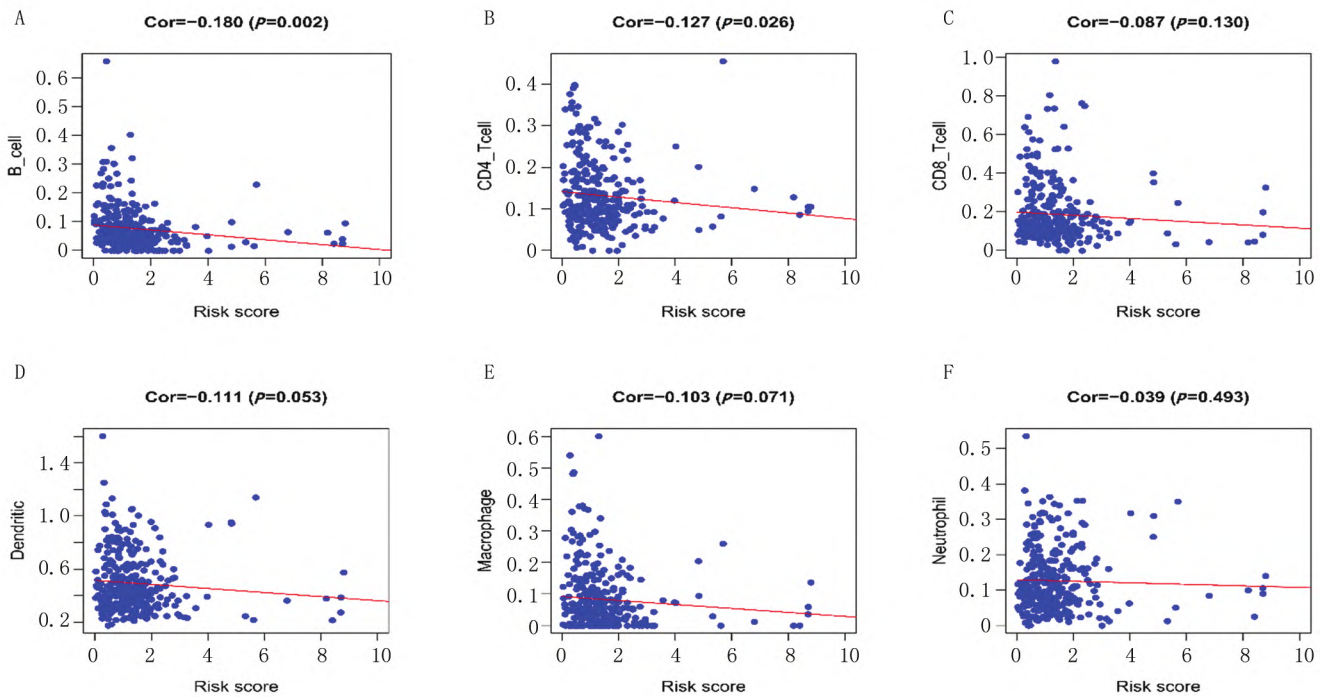 A
Cor=−0.180 (P=0.002)
B_cell
0.6
0.5
0.4
0.3
0.2
0.1
0
0 2 4 6 8 10
Risk score
B
Cor=−0.127 (P=0.026)
CD4_Tcell
0.4
0.3
0.2
0.1
0
0 2 4 6 8 10
Risk score
C
Cor=−0.087 (P=0.130)
CD8_Tcell
1.0
0.8
0.6
0.4
0.2
0
0 2 4 6 8 10
Risk score
D
Cor=−0.111 (P=0.053)
Dendritic
1.4
1.0
0.6
0.2
0 2 4 6 8 10
Risk score
E
Cor=−0.103 (P=0.071)
Macrophage
0.6
0.5
0.4
0.3
0.2
0.1
0
0 2 4 6 8 10
Risk score
F
Cor=−0.039 (P=0.493)
Neutrophil
0.5
0.4
0.3
0.2
0.1
0
0 2 4 6 8 10
Risk score